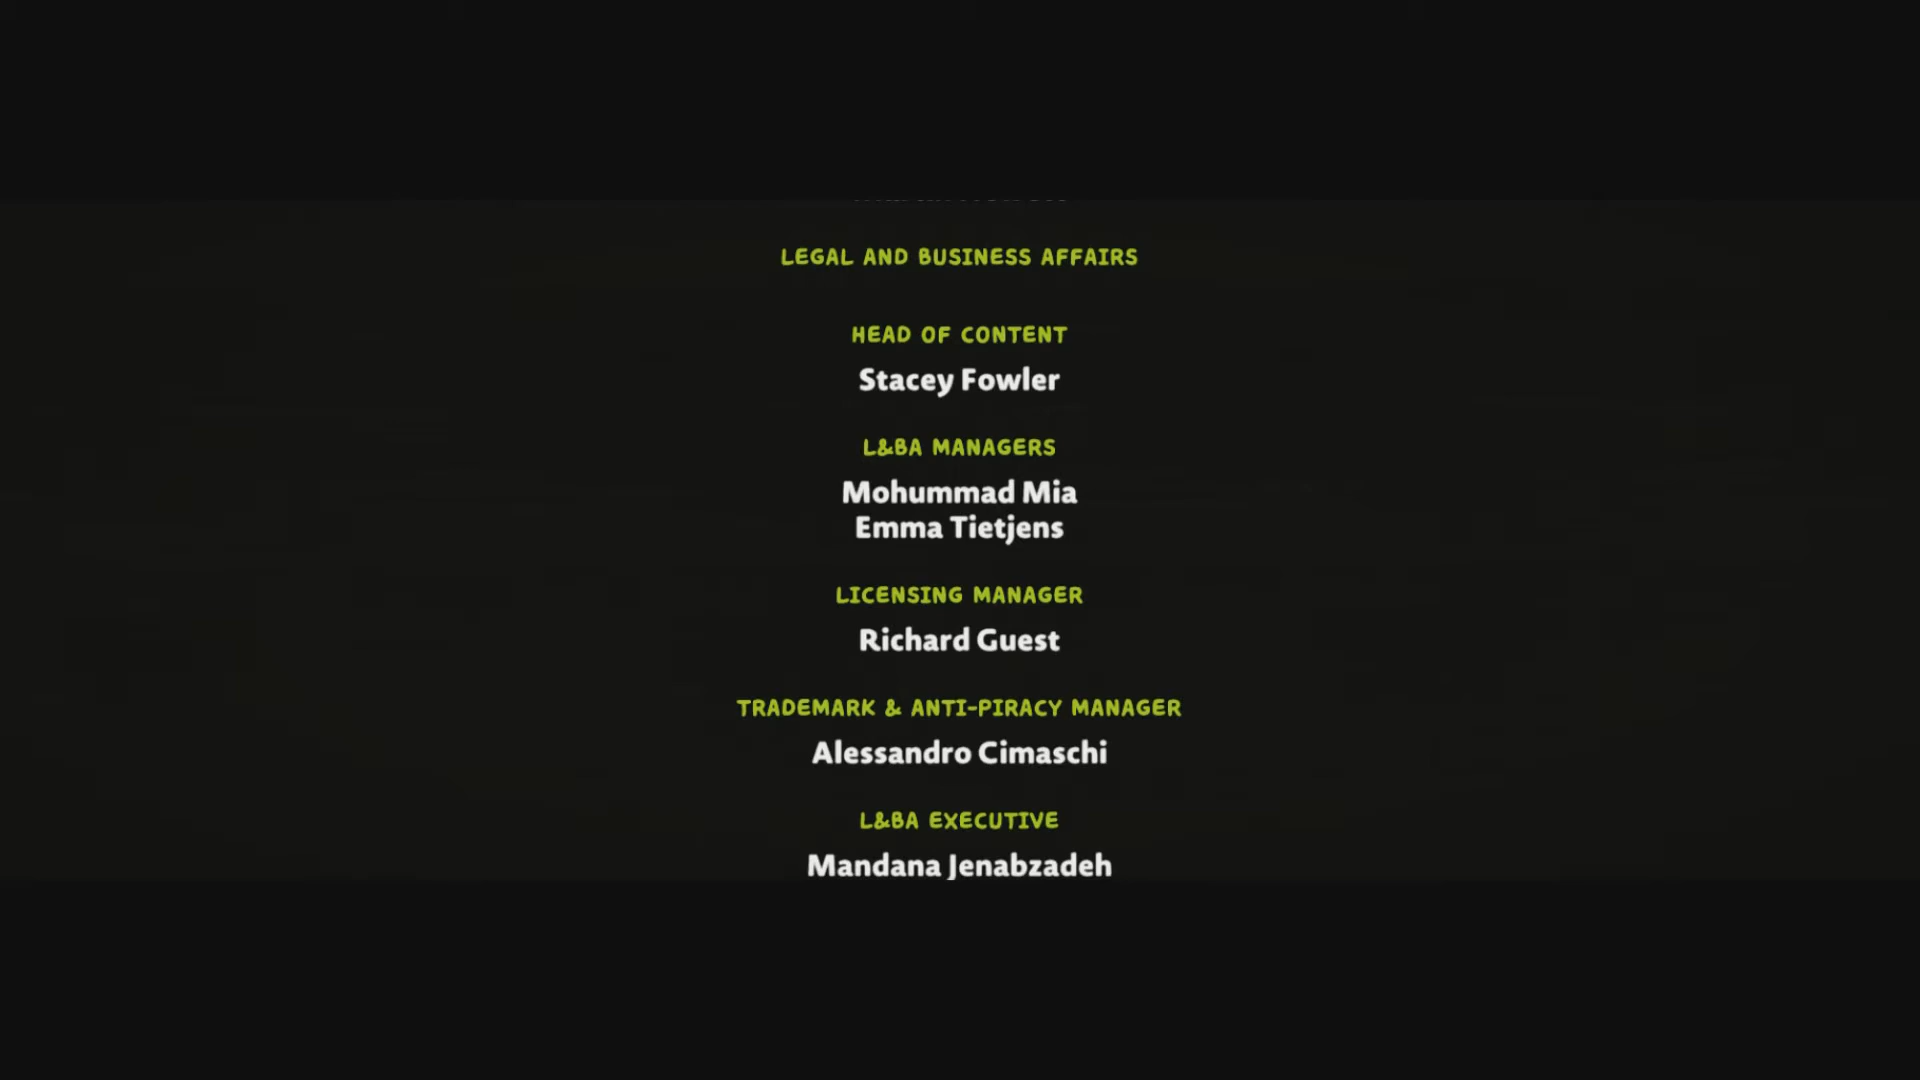 LEGAL AND BUSINESS AFFAIRS
HEAD OF CONTENT
Stacey Fowler
L&BA MANAGERS
Mohummad Mia
Emma Tietjens
LICENSING MANAGER
Richard Guest
TRADEMARK & ANTI-PIRACY MANAGER
Alessandro Cimaschi
L&BA EXECUTIVE
Mandana Jenabzadeh